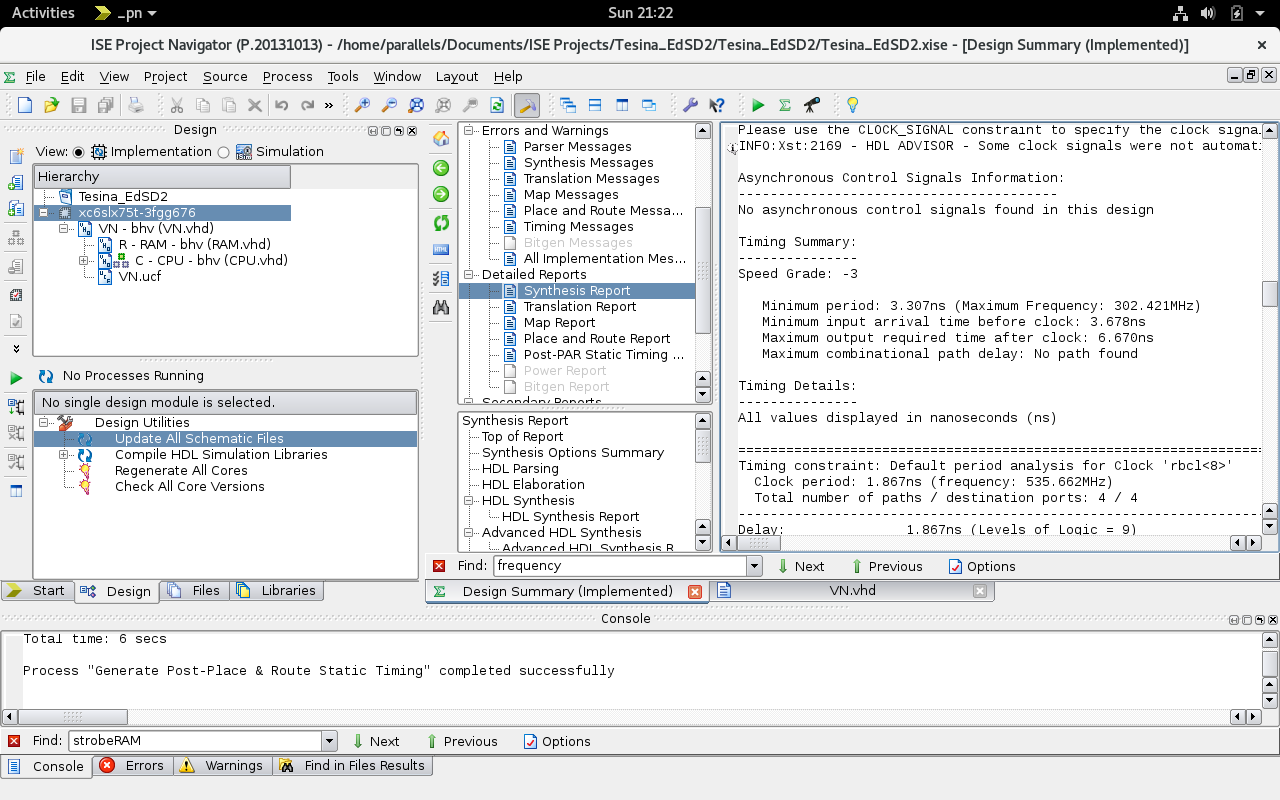 Activities
_pn
Sun 21:22
ISE Project Navigator (P.20131013) - /home/parallels/Documents/ISE Projects/Tesina_EdSD2/Tesina_EdSD2/Tesina_EdSD2.xise - [Design Summary (Implemented)]
File Edit View Project Source Process Tools Window Layout Help
Design
View: Implementation Simulation
Hierarchy
Tesina_EdSD2
xc6slx75t-3fgg676
VN - bhv (VN.vhd)
R - RAM - bhv (RAM.vhd)
C - CPU - bhv (CPU.vhd)
VN.ucf
No Processes Running
No single design module is selected.
Design Utilities
Update All Schematic Files
Compile HDL Simulation Libraries
Regenerate All Cores
Check All Core Versions
Start Design Files Libraries
Errors and Warnings
Parser Messages
Synthesis Messages
Translation Messages
Map Messages
Place and Route Messa...
Timing Messages
Bitgen Messages
All Implementation Mes...
Detailed Reports
Synthesis Report
Translation Report
Map Report
Place and Route Report
Post-PAR Static Timing ...
Power Report
Bitgen Report
Secondary Reports
Synthesis Report
Top of Report
Synthesis Options Summary
HDL Parsing
HDL Elaboration
HDL Synthesis
HDL Synthesis Report
Advanced HDL Synthesis
Advanced HDL Synthesis R
Please use the CLOCK_SIGNAL constraint to specify the clock signa
INFO:Xst:2169 - HDL ADVISOR - Some clock signals were not automati
Asynchronous Control Signals Information:
----------------------------------------
No asynchronous control signals found in this design
Timing Summary:
---------------
Speed Grade: -3
Minimum period: 3.307ns (Maximum Frequency: 302.421MHz)
Minimum input arrival time before clock: 3.678ns
Maximum output required time after clock: 6.670ns
Maximum combinational path delay: No path found
Timing Details:
---------------
All values displayed in nanoseconds (ns)
==================================================================
Timing constraint: Default period analysis for Clock 'rbcl<8>'
Clock period: 1.867ns (frequency: 535.662MHz)
Total number of paths / destination ports: 4 / 4
------------------------------------------------------------------
Delay: 1.867ns (Levels of Logic = 9)
Find: frequency Next Previous Options
Design Summary (Implemented) VN.vhd
Console
Total time: 6 secs
Process "Generate Post-Place & Route Static Timing" completed successfully
Find: strobeRAM Next Previous Options
Console Errors Warnings Find in Files Results